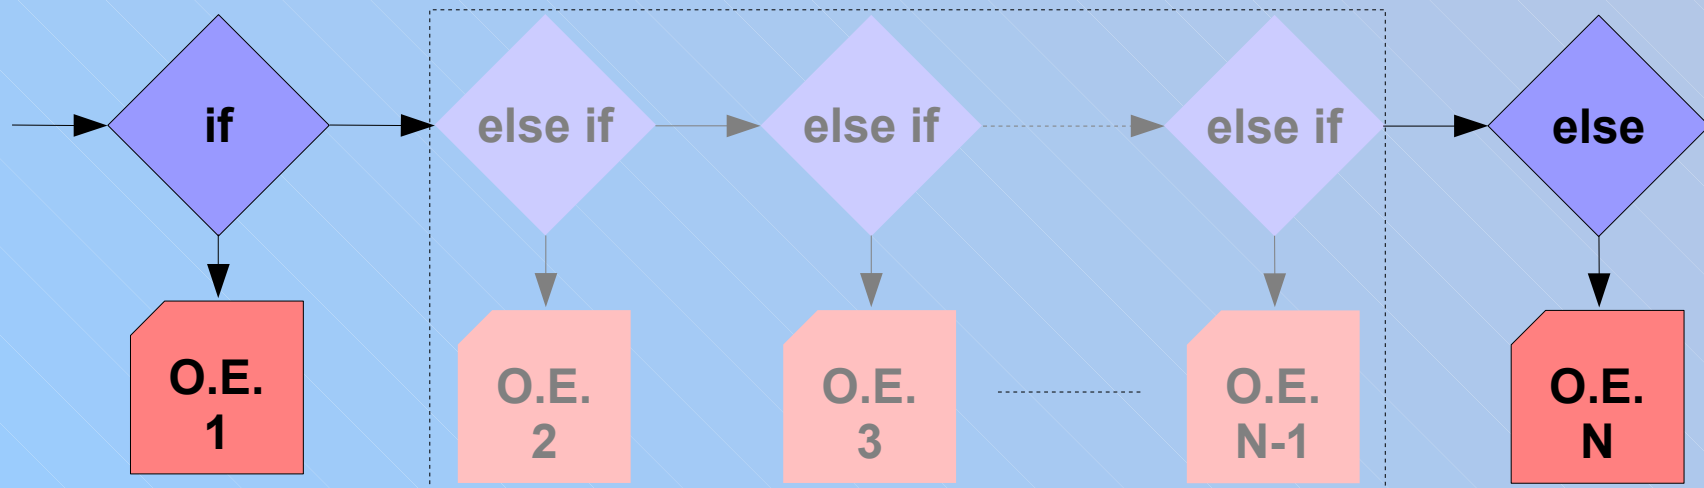 if
else if
else if
else if
else
O.E.
1
O.E.
2
O.E.
3
O.E.
N-1
O.E.
N